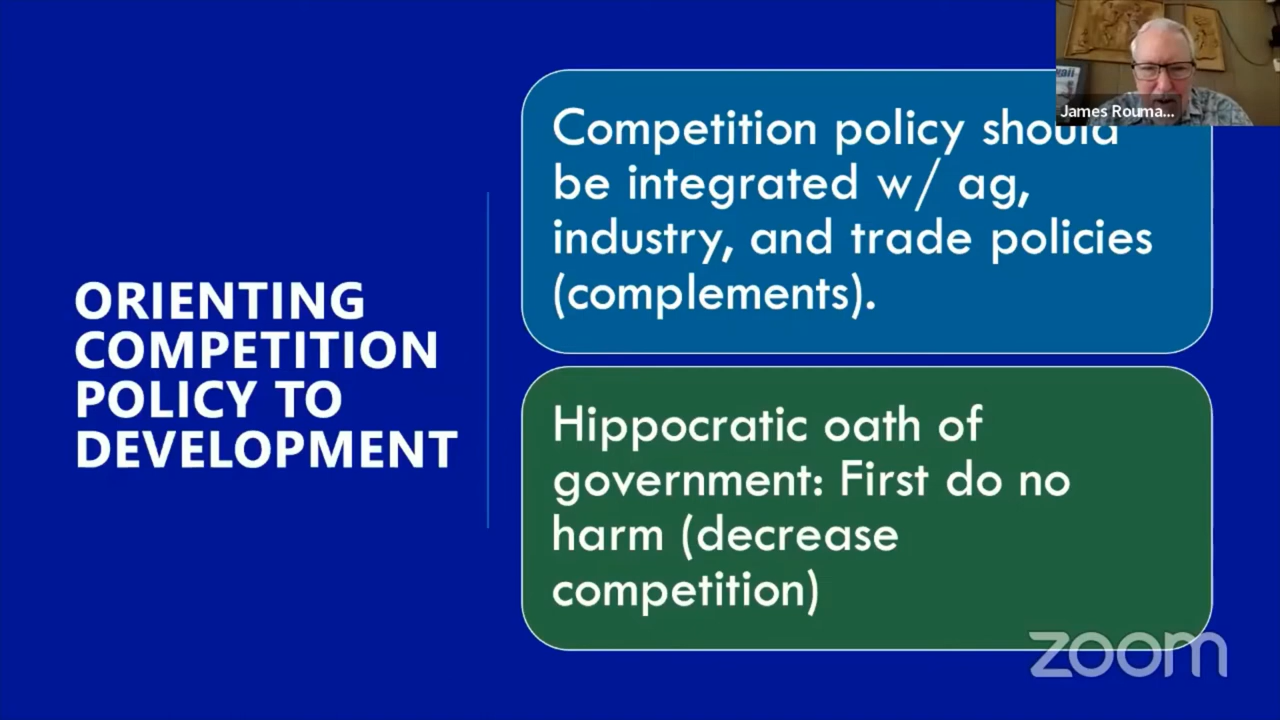 ORIENTING
COMPETITION
POLICY TO
DEVELOPMENT
Competition policy should
be integrated w/ ag,
industry, and trade policies
(complements).
Hippocratic oath of
government: First do no
harm (decrease
competition)
James Rouma...
zoom